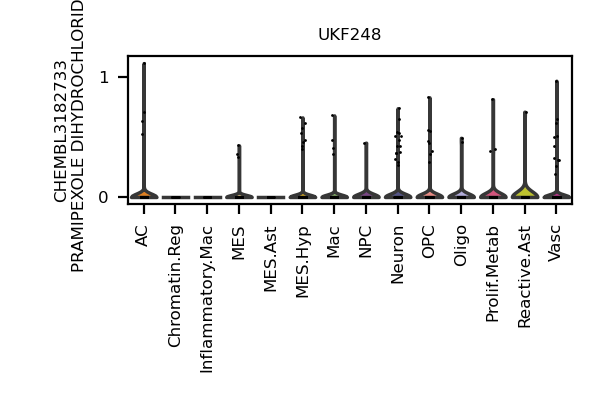 UKF248
CHEMBL3182733
PRAMIPEXOLE DIHYDROCHLORID
1
0
AC
Chromatin.Reg
Inflammatory.Mac
MES
MES.Ast
MES.Hyp
Mac
NPC
Neuron
OPC
Oligo
Prolif.Metab
Reactive.Ast
Vasc